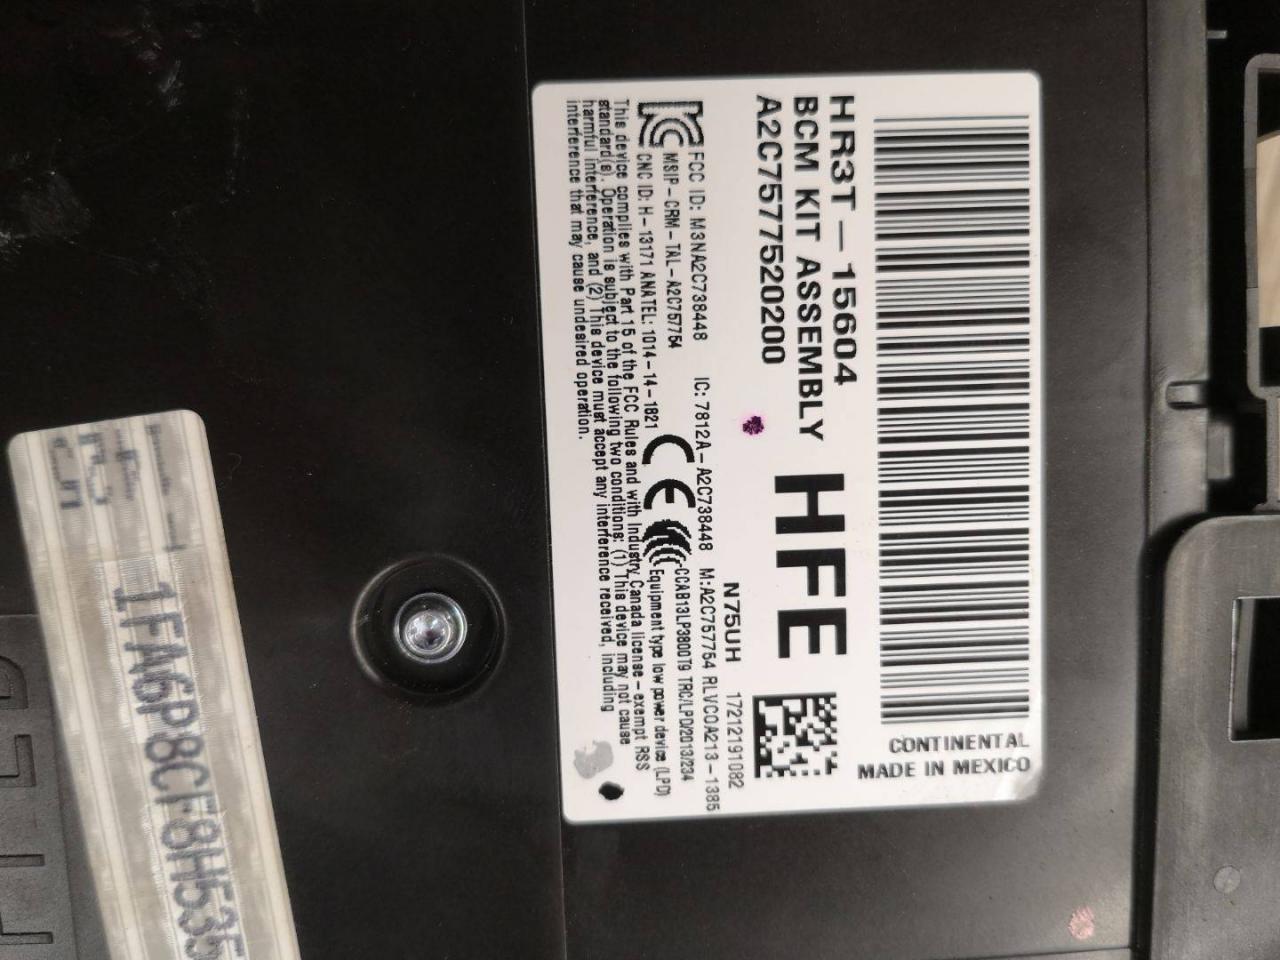 CONTINENTAL
MADE IN MEXICO
HR3T-15604
BCM KIT ASSEMBLY
HFE
A2C7577520200
N75UH
17212191082
FCC ID: M3NA2C738448 IC: 7812A-A2C738448 M:A2C757754 RLVCOA213-1385
MSIP-CRM-TAL-A2C757754
CCAB13LP3800T9 TRC/LPD/2013/234
CNC ID: H-13171 ANATEL: 1014-14-1821
CE
Equipment type low power device (LPD)
This device complies with Part 15 of the FCC Rules and with Industry Canada license-exempt RSS
standard(s). Operation is subject to the following two conditions: (1) This device may not cause
harmful interference, and (2) This device must accept any interference received, including
interference that may cause undesired operation.
1FA6P8CF8H535